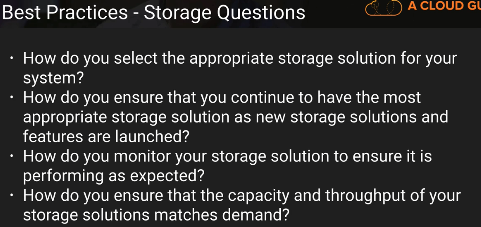 Best Practices - Storage Questions
A CLOUD GU
• How do you select the appropriate storage solution for your
system?
• How do you ensure that you continue to have the most
appropriate storage solution as new storage solutions and
features are launched?
• How do you monitor your storage solution to ensure it is
performing as expected?
• How do you ensure that the capacity and throughput of your
storage solutions matches demand?